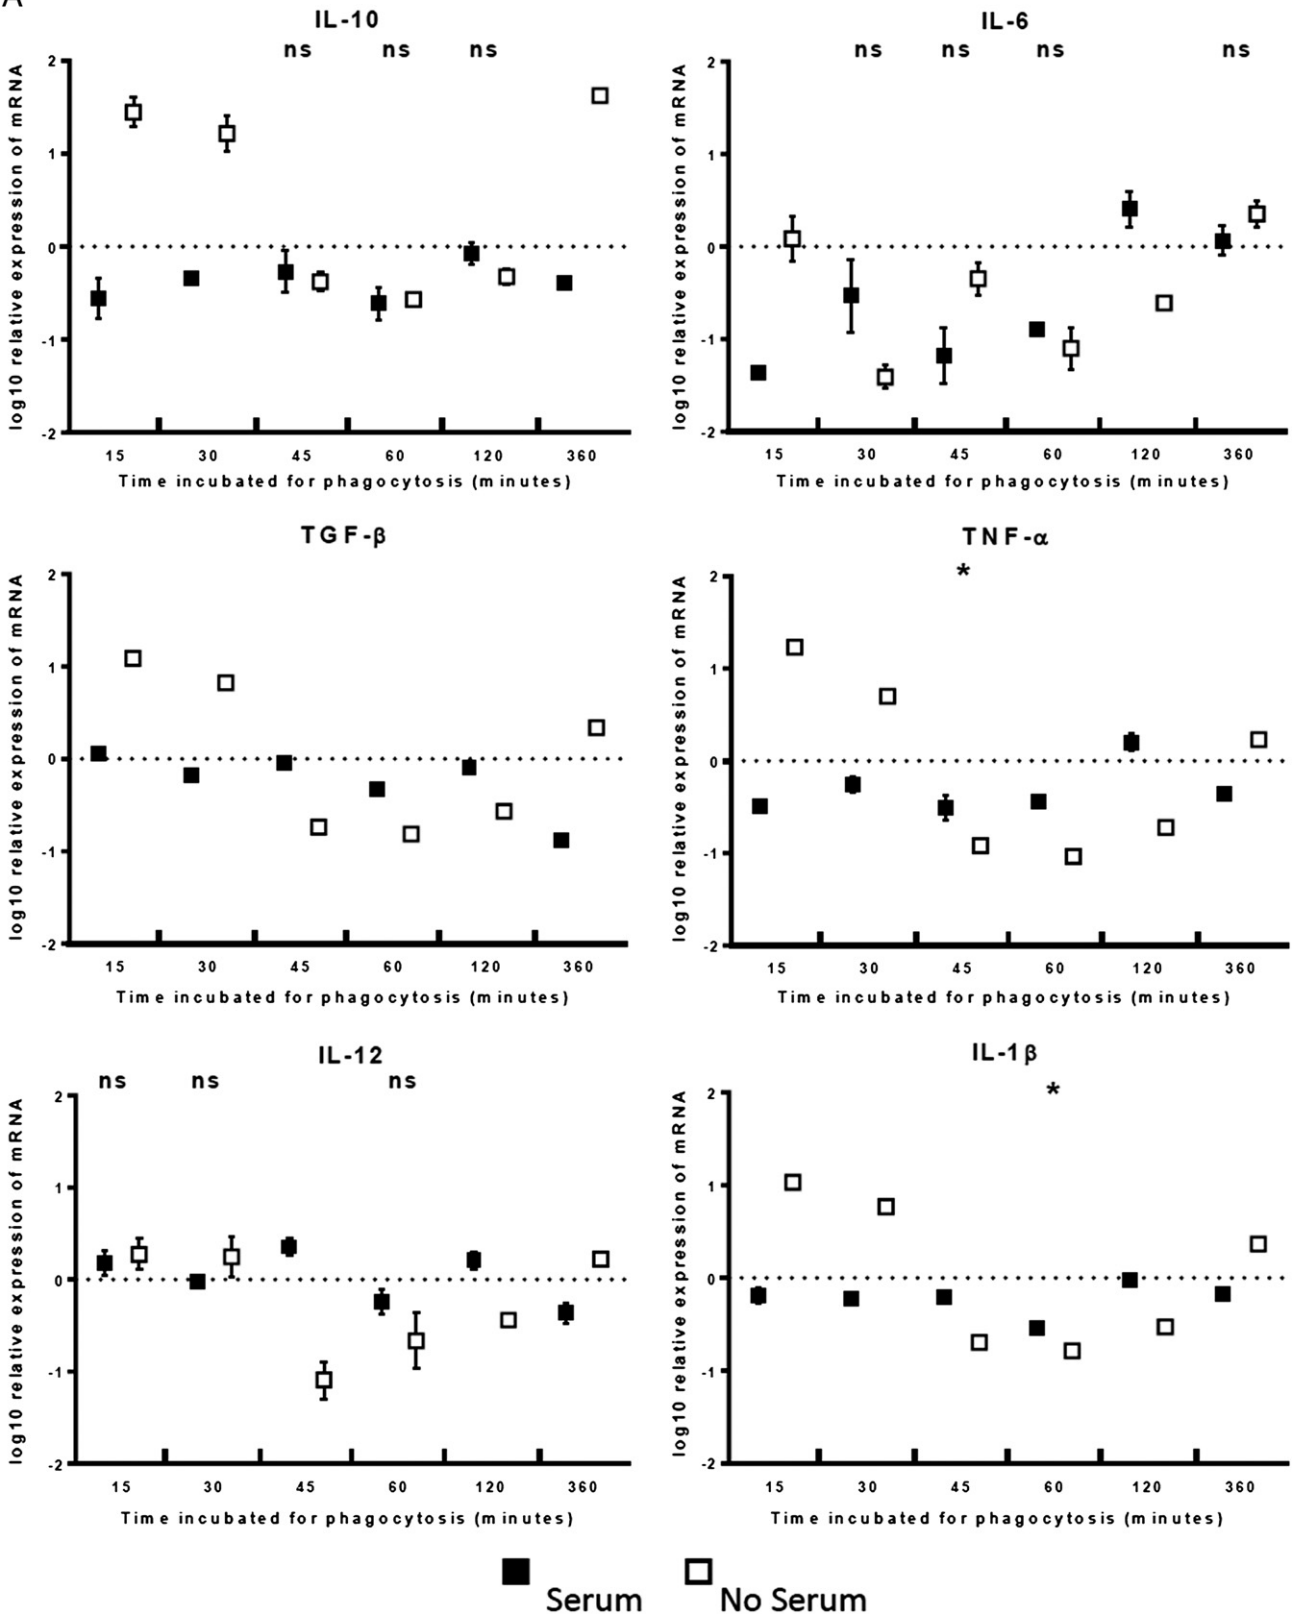 A
IL-10
ns ns ns
log10 relative expression of mRNA
2
1
0
-1
-2
15 30 45 60 120 360
Time incubated for phagocytosis (minutes)
IL-6
ns ns ns ns
log10 relative expression of mRNA
2
1
0
-1
-2
15 30 45 60 120 360
Time incubated for phagocytosis (minutes)
TGF-β
log10 relative expression of mRNA
2
1
0
-1
-2
15 30 45 60 120 360
Time incubated for phagocytosis (minutes)
TNF-α
*
log10 relative expression of mRNA
2
1
0
-1
-2
15 30 45 60 120 360
Time incubated for phagocytosis (minutes)
IL-12
ns ns ns
log10 relative expression of mRNA
2
1
0
-1
-2
15 30 45 60 120 360
Time incubated for phagocytosis (minutes)
IL-1β
*
log10 relative expression of mRNA
2
1
0
-1
-2
15 30 45 60 120 360
Time incubated for phagocytosis (minutes)
Serum No Serum